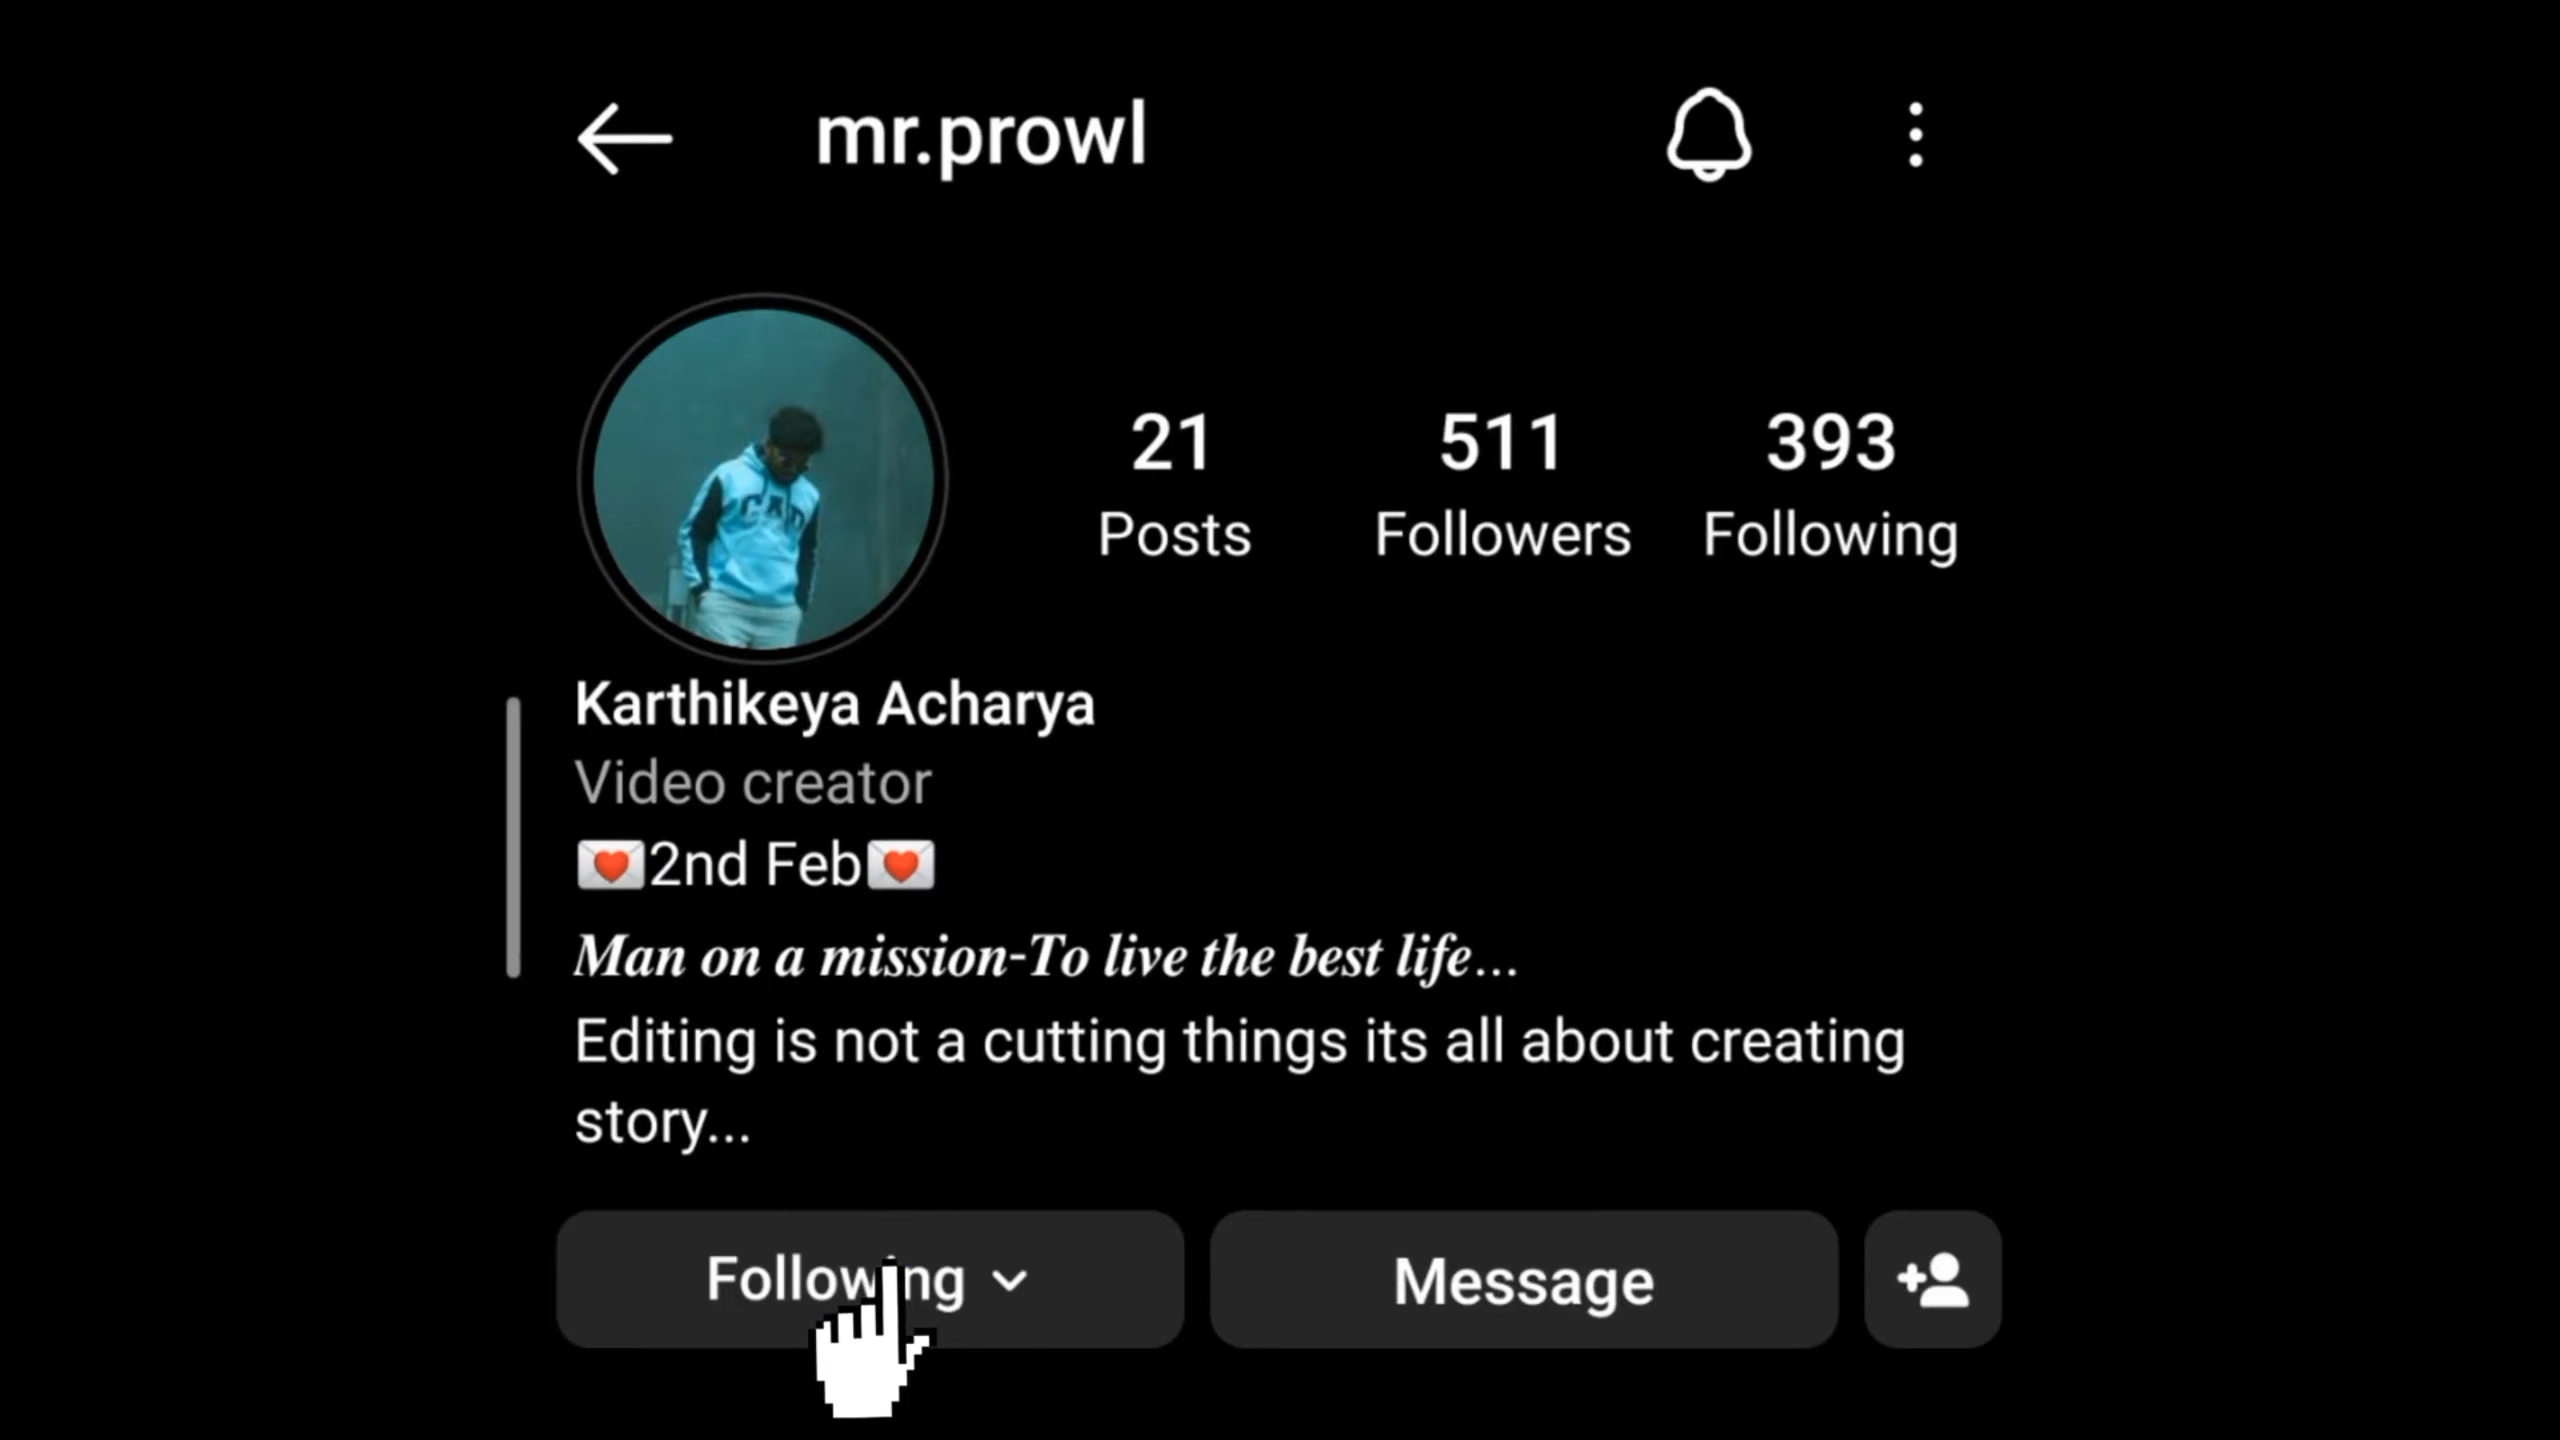 mr.prowl
21 511 393
Posts Followers Following
Karthikeya Acharya
Video creator
💌2nd Feb💌
Man on a mission-To live the best life...
Editing is not a cutting things its all about creating
story...
Following Message